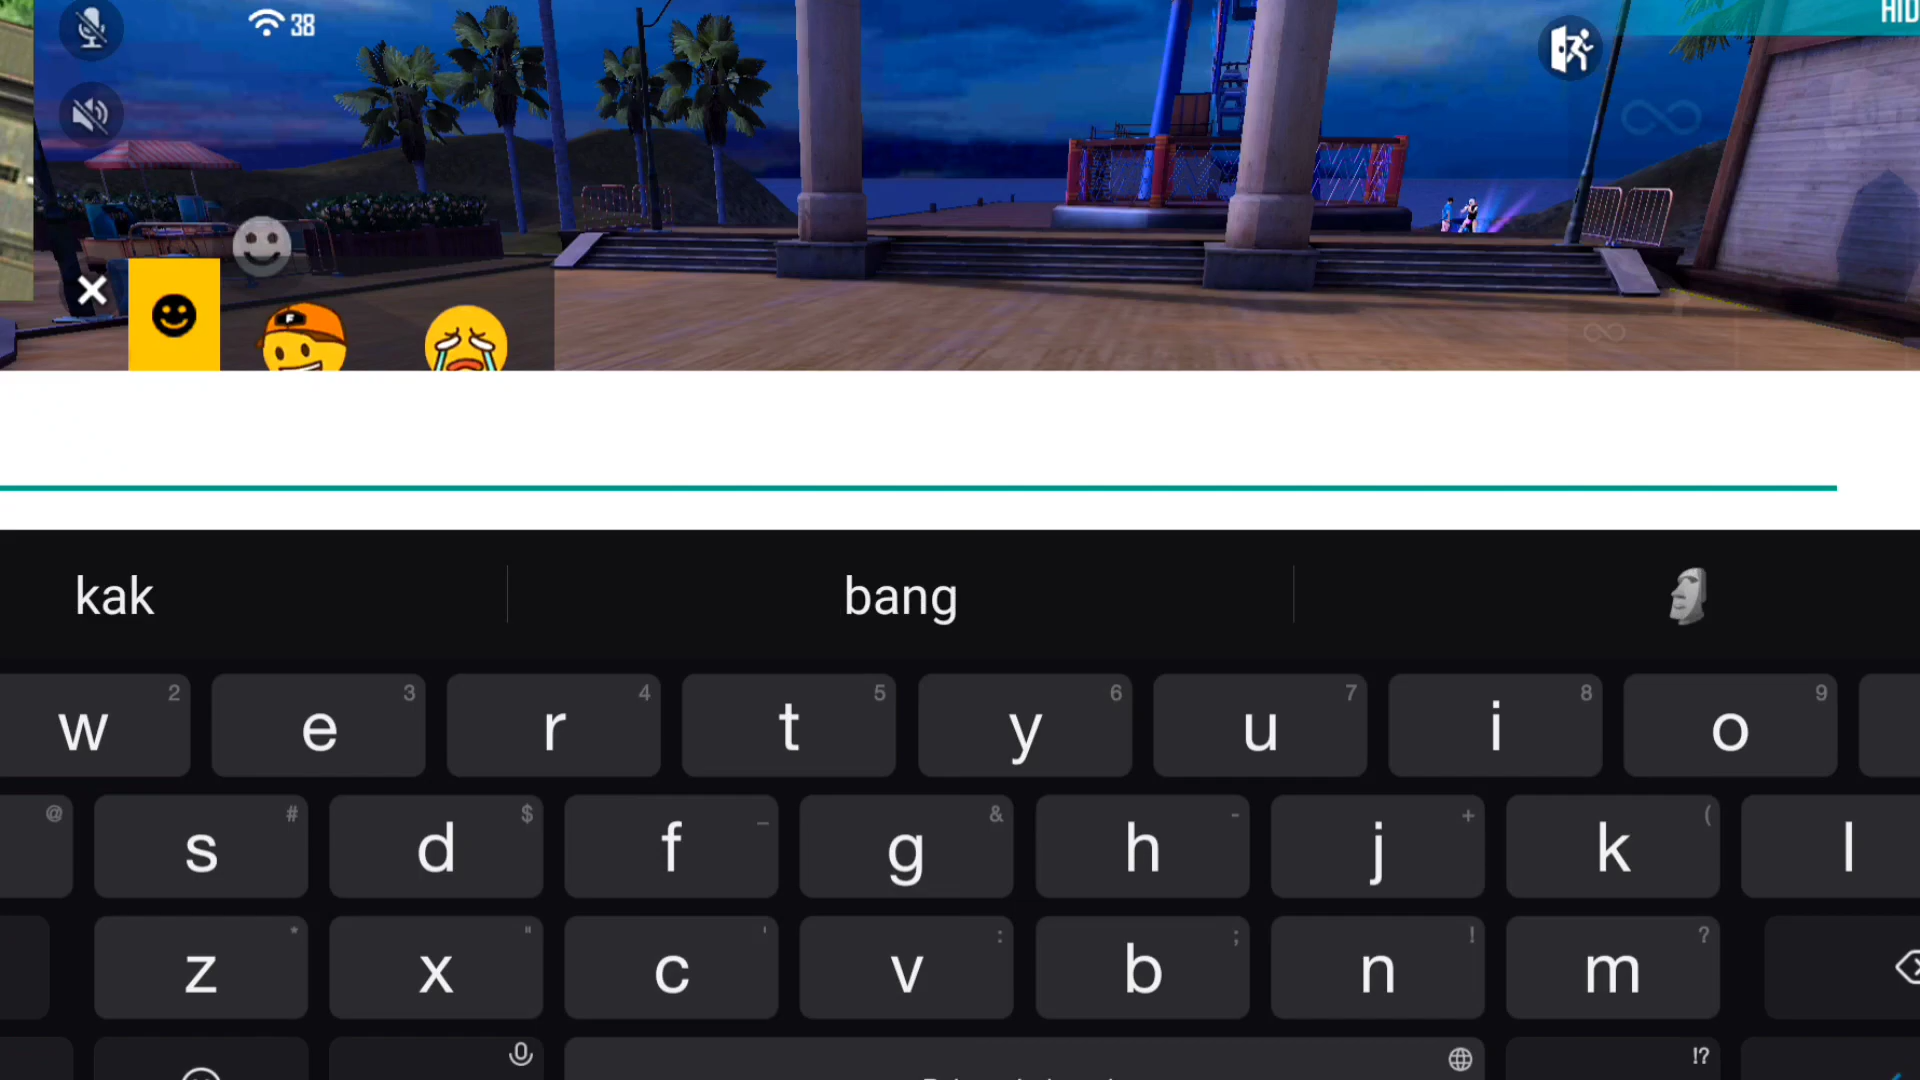 38
HID
kak bang
w 2 e 3 r 4 t 5 y 6 u 7 i 8 o 9
@ s # d $ f _ g & h - j + k ( l
z * x " c ' v : b ; n ! m ?
!?